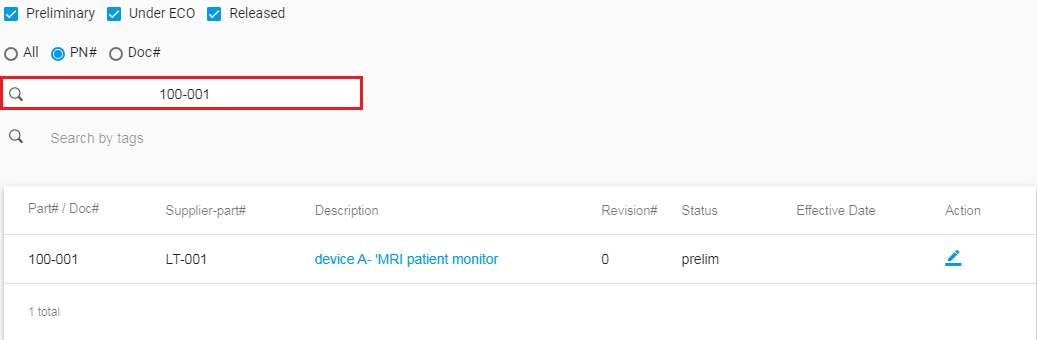 Preliminary Under ECO Released
All PN# Doc#
100-001
Search by tags
Part# / Doc# Supplier-part# Description Revision# Status Effective Date Action
100-001 LT-001 device A- 'MRI patient monitor 0 prelim
1 total